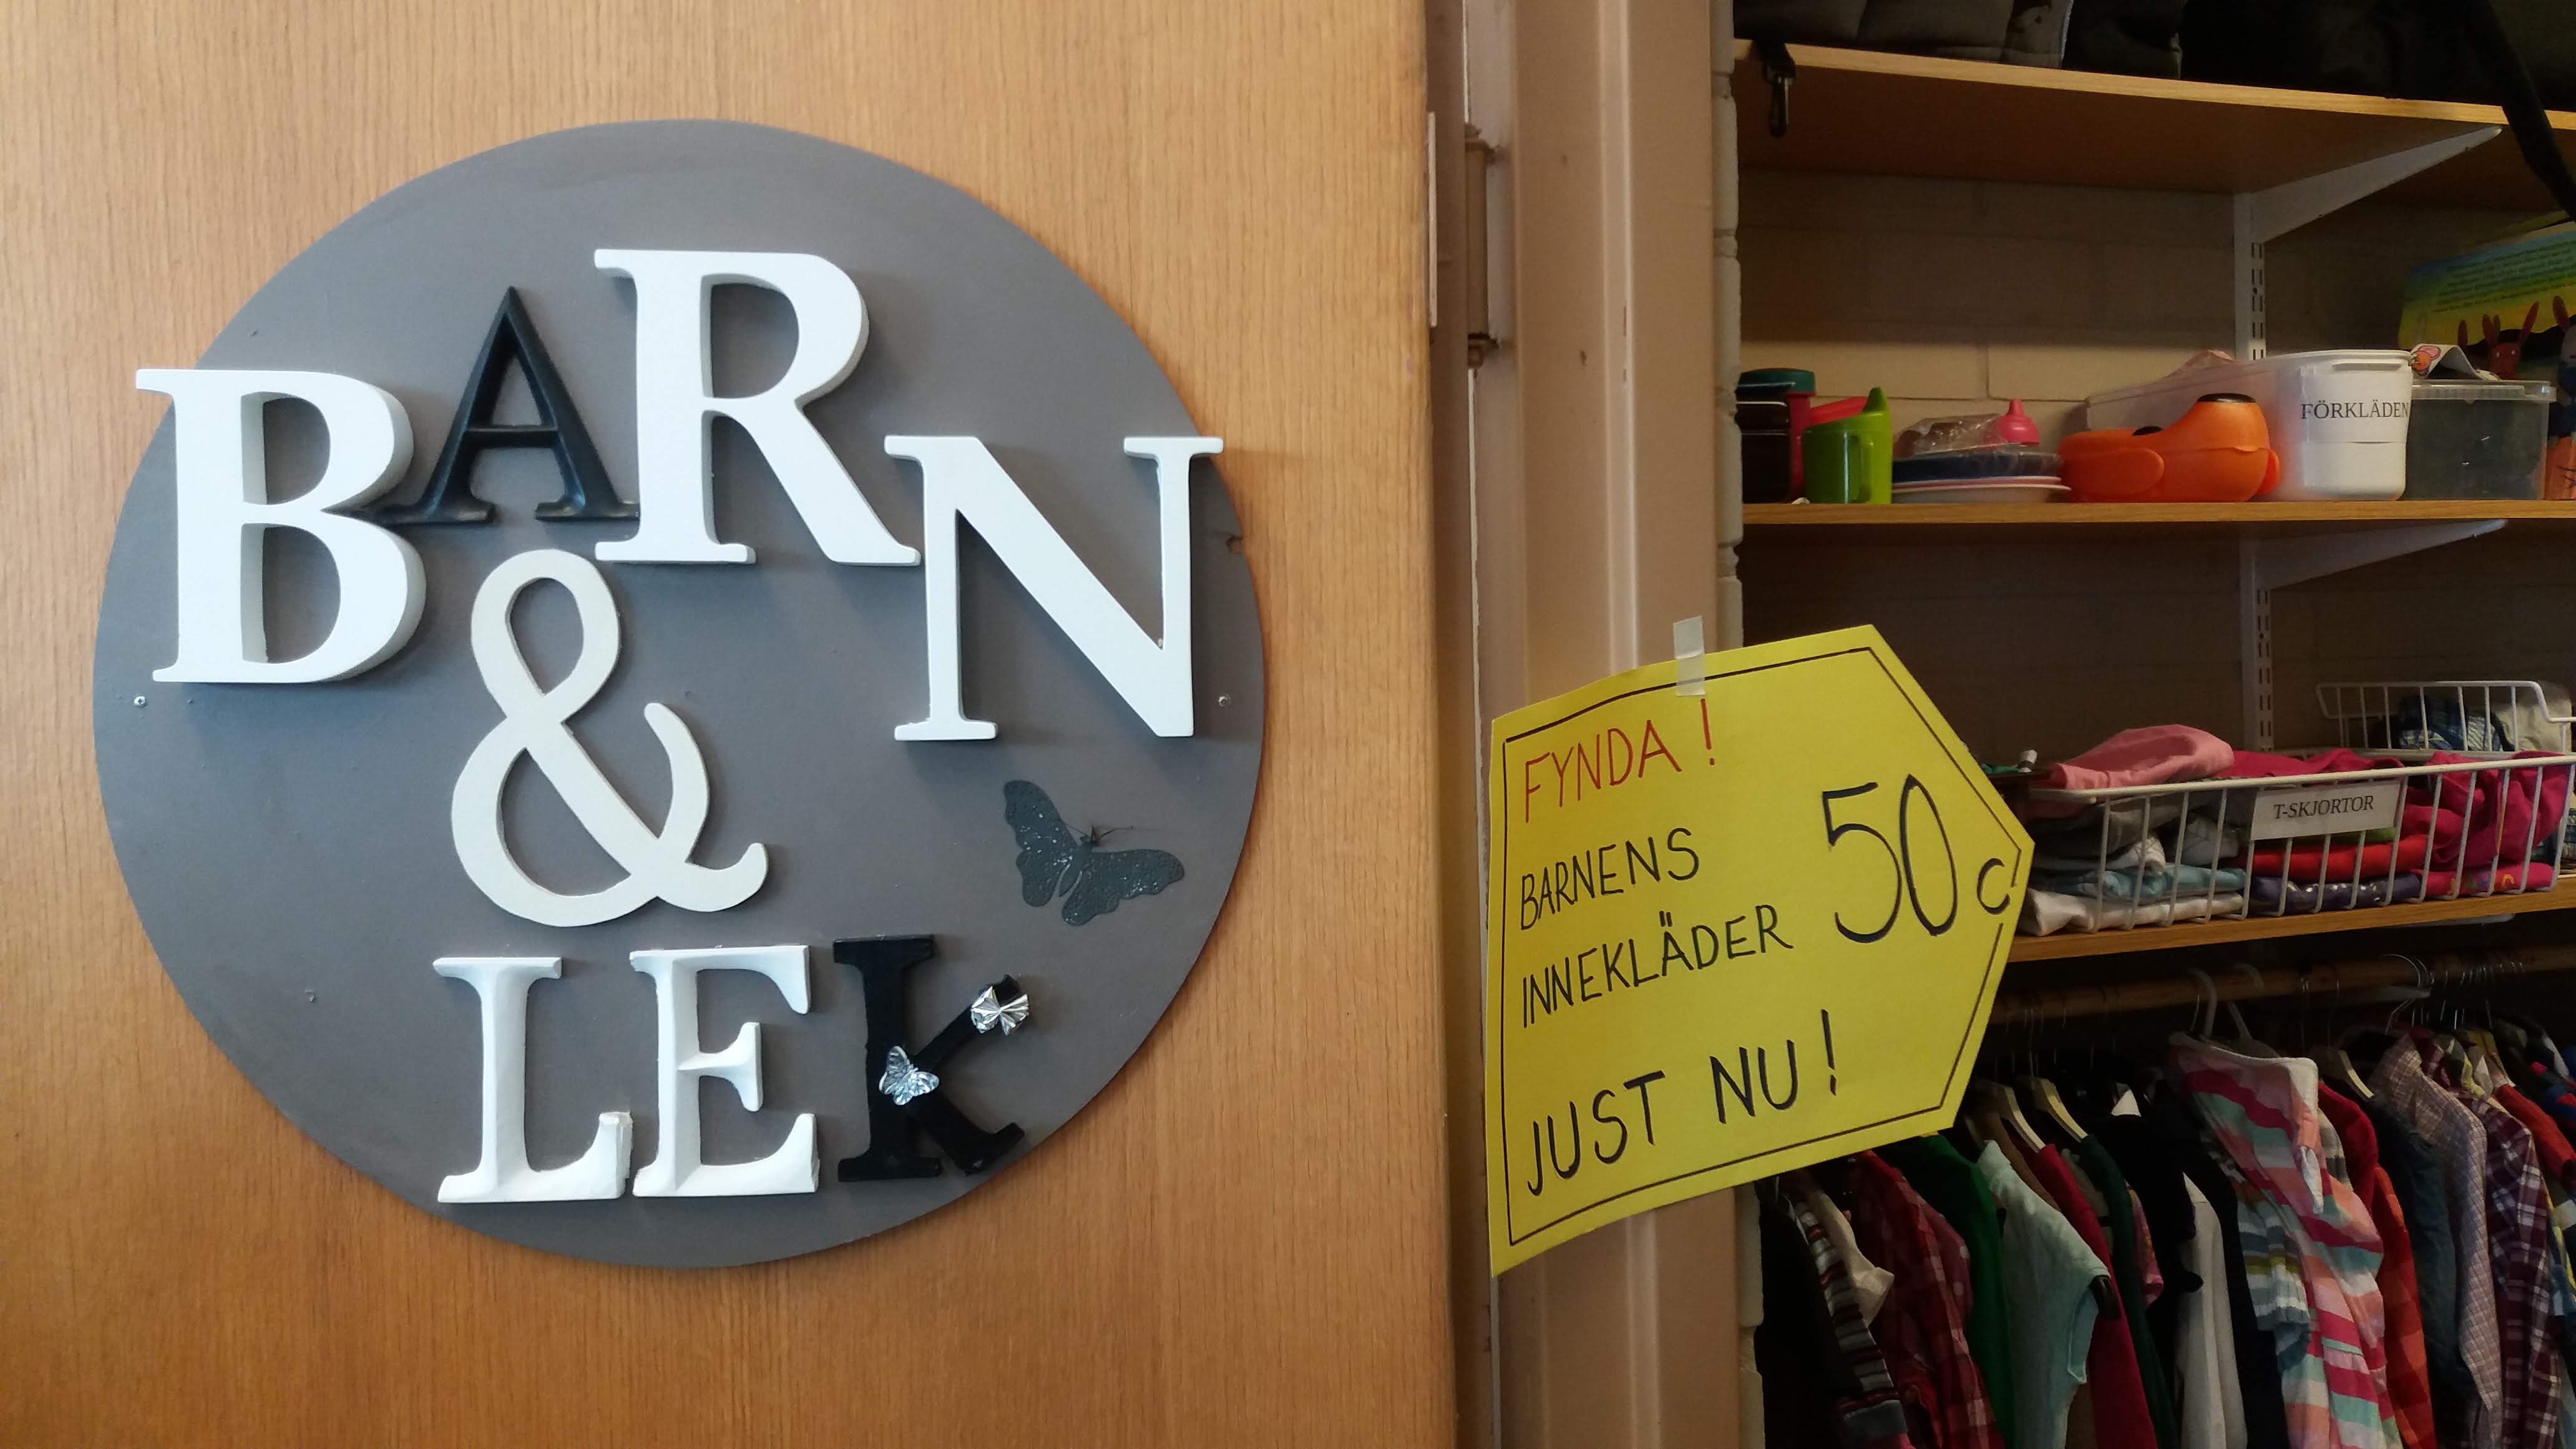 BARN
&
LEK
FYNDA!
BARNENS
INNEKLÄDER
50 c
JUST NU!
FÖRKLÄDEN
T-SKJORTOR